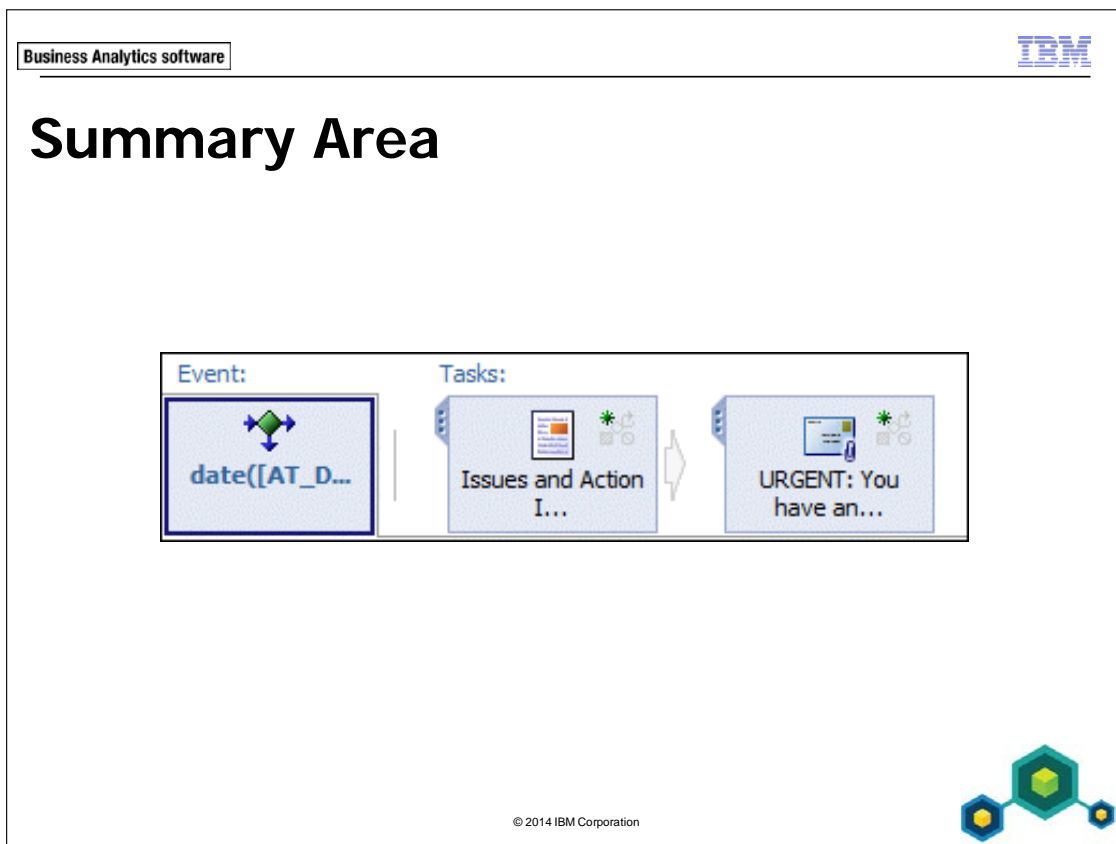 Business Analytics software
IBM
Summary Area
Event:
Tasks:
date([AT_D...
Issues and Action
I...
URGENT: You
have an...
© 2014 IBM Corporation